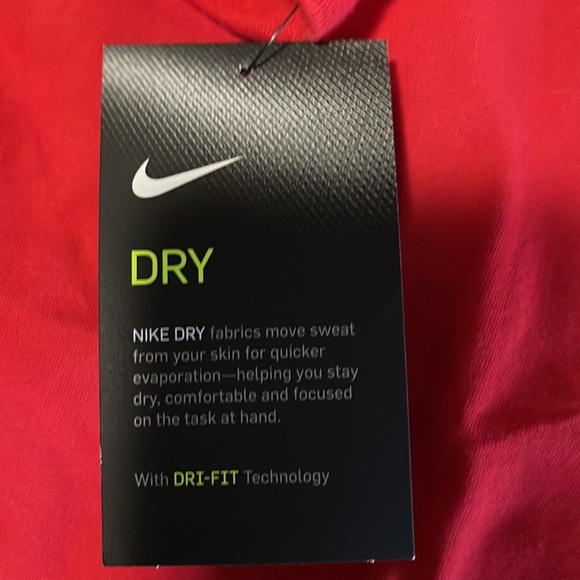 DRY
NIKE DRY fabrics move sweat
from your skin for quicker
evaporation—helping you stay
dry, comfortable and focused
on the task at hand.
With DRI-FIT Technology